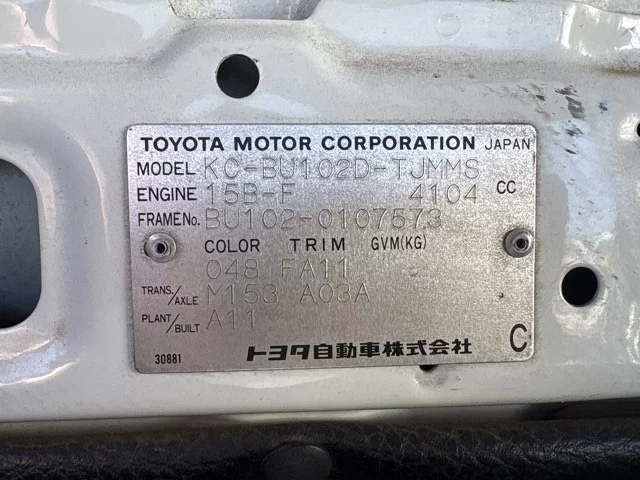 TOYOTA MOTOR CORPORATION JAPAN
MODEL KC-BU102D-TJMMS
ENGINE 15B-F 4104 CC
FRAME No. BU102-0107573
COLOR TRIM GVM(KG)
048 FA11
TRANS./AXLE M153 A03A
PLANT/BUILT A11
30881 トヨタ自動車株式会社 C